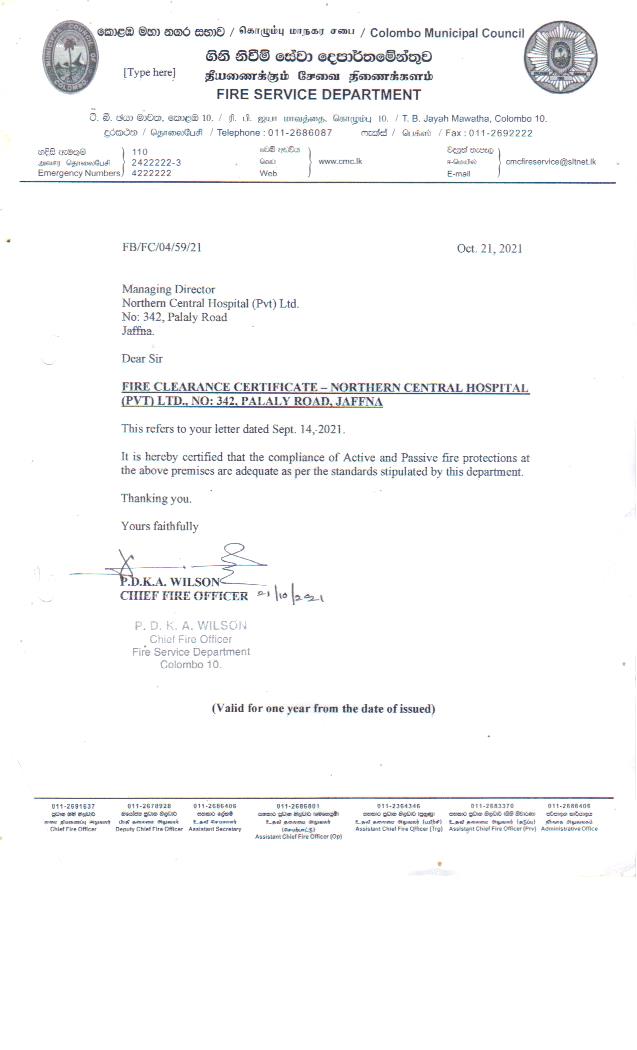 කොළඹ මහා නගර සභාව / கொழும்பு மாநகர சபை / Colombo Municipal Council
MUNICIPAL COUNCIL OF COLOMBO
[Type here]
ගිනි නිවීම් සේවා දෙපාර්තමේන්තුව
தீயணைக்கும் சேவை திணைக்களம்
FIRE SERVICE DEPARTMENT
ටී. බී. ජයා මාවත, කොළඹ 10. / ரி. பி. ஜயா மாவத்தை, கொழும்பு 10. / T. B. Jayah Mawatha, Colombo 10.
දුරකථන / தொலைபேசி / Telephone : 011-2686087 ෆැක්ස් / பெக்ஸ் / Fax : 011-2692222
හදිසි ඇමතුම් 110 වෙබ් අඩවිය විද්‍යුත් තැපෑල
அவசர தொலைபேசி 2422222-3 வெப் www.cmc.lk ஈ-மெயில் cmcfireservice@sltnet.lk
Emergency Numbers 4222222 Web E-mail
FB/FC/04/59/21 Oct. 21, 2021
Managing Director
Northern Central Hospital (Pvt) Ltd.
No: 342, Palaly Road
Jaffna.
Dear Sir
FIRE CLEARANCE CERTIFICATE – NORTHERN CENTRAL HOSPITAL
(PVT) LTD., NO: 342, PALALY ROAD, JAFFNA
This refers to your letter dated Sept. 14,-2021.
It is hereby certified that the compliance of Active and Passive fire protections at
the above premises are adequate as per the standards stipulated by this department.
Thanking you.
Yours faithfully
P.D.K.A. WILSON
CHIEF FIRE OFFICER 21/10/2021
P. D. K. A. WILSON
Chief Fire Officer
Fire Service Department
Colombo 10.
(Valid for one year from the date of issued)
011-2691637 011-2678928 011-2686406 011-2686801 011-2364346 011-2683370 011-2686406
Chief Fire Officer Deputy Chief Fire Officer Assistant Secretary Assistant Chief Fire Officer (Trg) Assistant Chief Fire Officer (Prv) Administrative Office
Assistant Chief Fire Officer (Op)